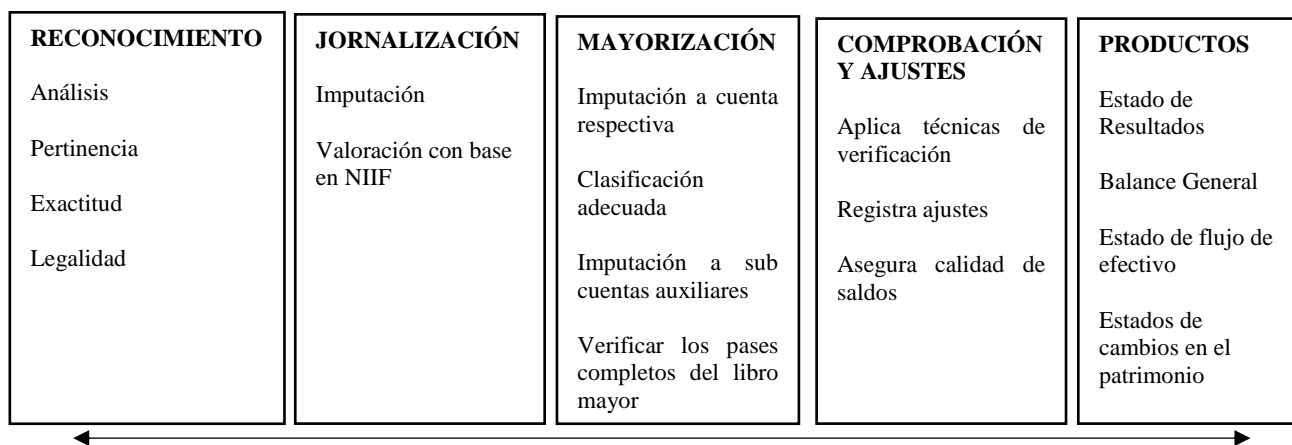 RECONOCIMIENTO
Análisis
Pertinencia
Exactitud
Legalidad
JORNALIZACIÓN
Imputación
Valoración con base
en NIIF
MAYORIZACIÓN
Imputación a cuenta
respectiva
Clasificación
adecuada
Imputación a sub
cuentas auxiliares
Verificar los pases
completos del libro
mayor
COMPROBACIÓN
Y AJUSTES
Aplica técnicas de
verificación
Registra ajustes
Asegura calidad de
saldos
PRODUCTOS
Estado de
Resultados
Balance General
Estado de flujo de
efectivo
Estados de
cambios en el
patrimonio